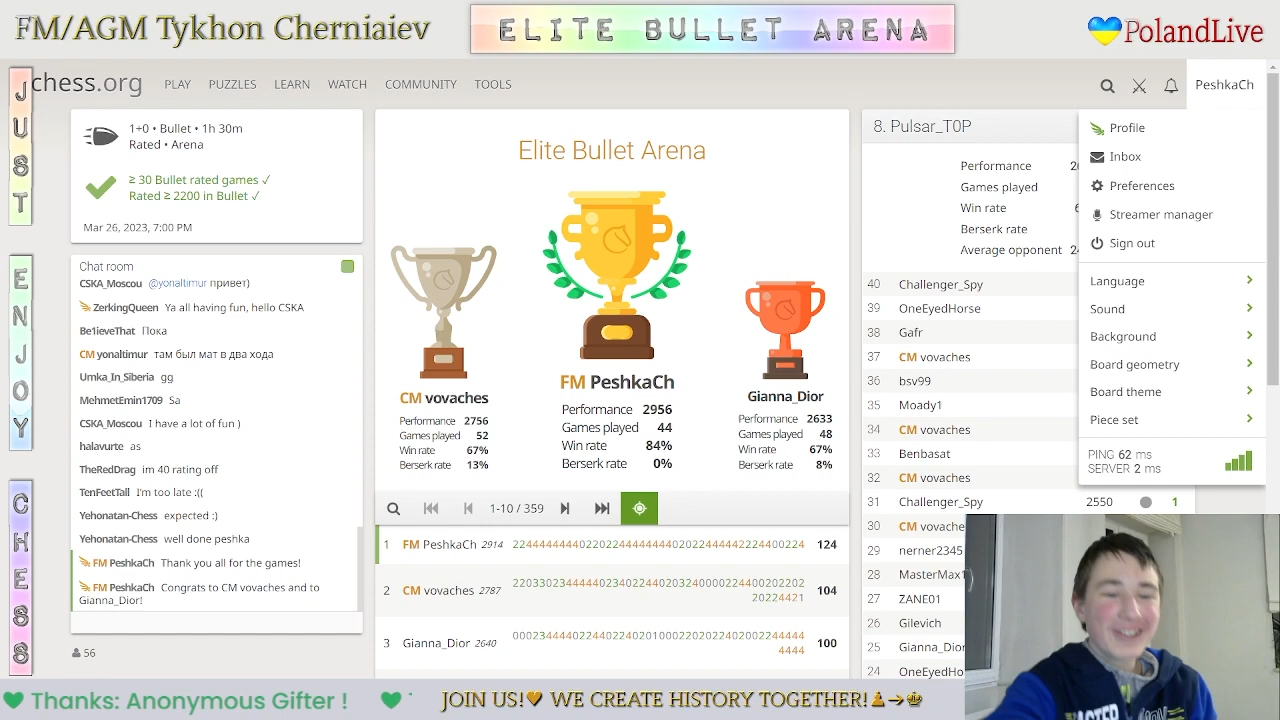 FM/AGM Tykhon Cherniaiev
ELITE BULLET ARENA
PolandLive
chess.org
PLAY PUZZLES LEARN WATCH COMMUNITY TOOLS
PeshkaCh
JUST
ENJOY
CHESS
1+0 • Bullet • 1h 30m
Rated • Arena
≥ 30 Bullet rated games ✓
Rated ≥ 2200 in Bullet ✓
Mar 26, 2023, 7:00 PM
Chat room
CSKA_Moscou @yonaltimur привет)
ZerkingQueen Ya all having fun, hello CSKA
Be1ieveThat Пока
CM yonaltimur там был мат в два хода
Umka_In_Siberia gg
MehmetEmin1709 Sa
CSKA_Moscou I have a lot of fun )
halavurte as
TheRedDrag im 40 rating off
TenFeetTall I'm too late :((
Yehonatan-Chess expected :)
Yehonatan-Chess well done peshka
FM PeshkaCh Thank you all for the games!
FM PeshkaCh Congrats to CM vovaches and to
Gianna_Dior!
56
Elite Bullet Arena
CM vovaches
Performance 2756
Games played 52
Win rate 67%
Berserk rate 13%
FM PeshkaCh
Performance 2956
Games played 44
Win rate 84%
Berserk rate 0%
Gianna_Dior
Performance 2633
Games played 48
Win rate 67%
Berserk rate 8%
1-10 / 359
1 FM PeshkaCh 2914 124
2 CM vovaches 2787 104
20224421
3 Gianna_Dior 2640 100
4444
8. Pulsar_T0P
Performance
Games played
Win rate
Berserk rate
Average opponent
40 Challenger_Spy
39 OneEyedHorse
38 Gafr
37 CM vovaches
36 bsv99
35 Moady1
34 CM vovaches
33 Benbasat
32 CM vovaches
31 Challenger_Spy 2550 1
30 CM vovache
29 nerner2345
28 MasterMax1
27 ZANE01
26 Gilevich
25 Gianna_Dior
24 OneEyedHo
Profile
Inbox
Preferences
Streamer manager
Sign out
Language
Sound
Background
Board geometry
Board theme
Piece set
PING 62 ms
SERVER 2 ms
Thanks: Anonymous Gifter !
JOIN US! WE CREATE HISTORY TOGETHER!